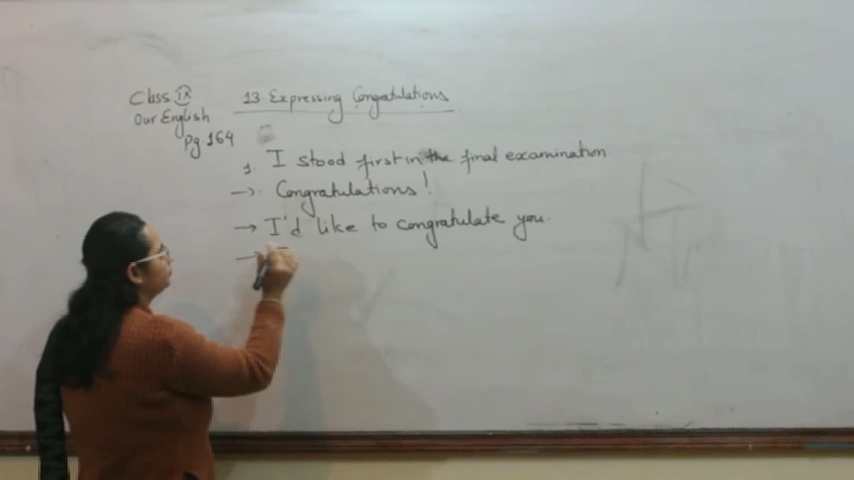 Class IX
Our English
Pg. 164
13 Expressing Congratulations
1. I stood first in the final examination.
→ Congratulations!
→ I'd like to congratulate you.